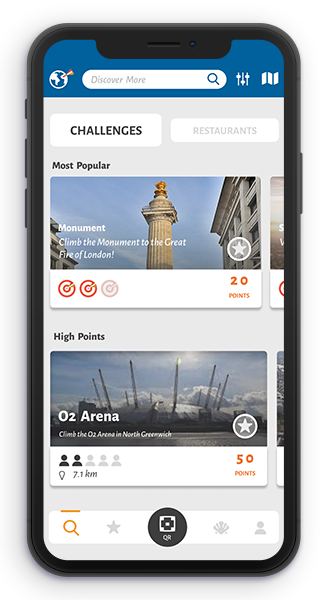 Discover More
CHALLENGES
RESTAURANTS
Most Popular
Monument
Climb the Monument to the Great
Fire of London!
20
POINTS
High Points
O2 Arena
Climb the O2 Arena in North Greenwich
50
POINTS
7.1 km
QR